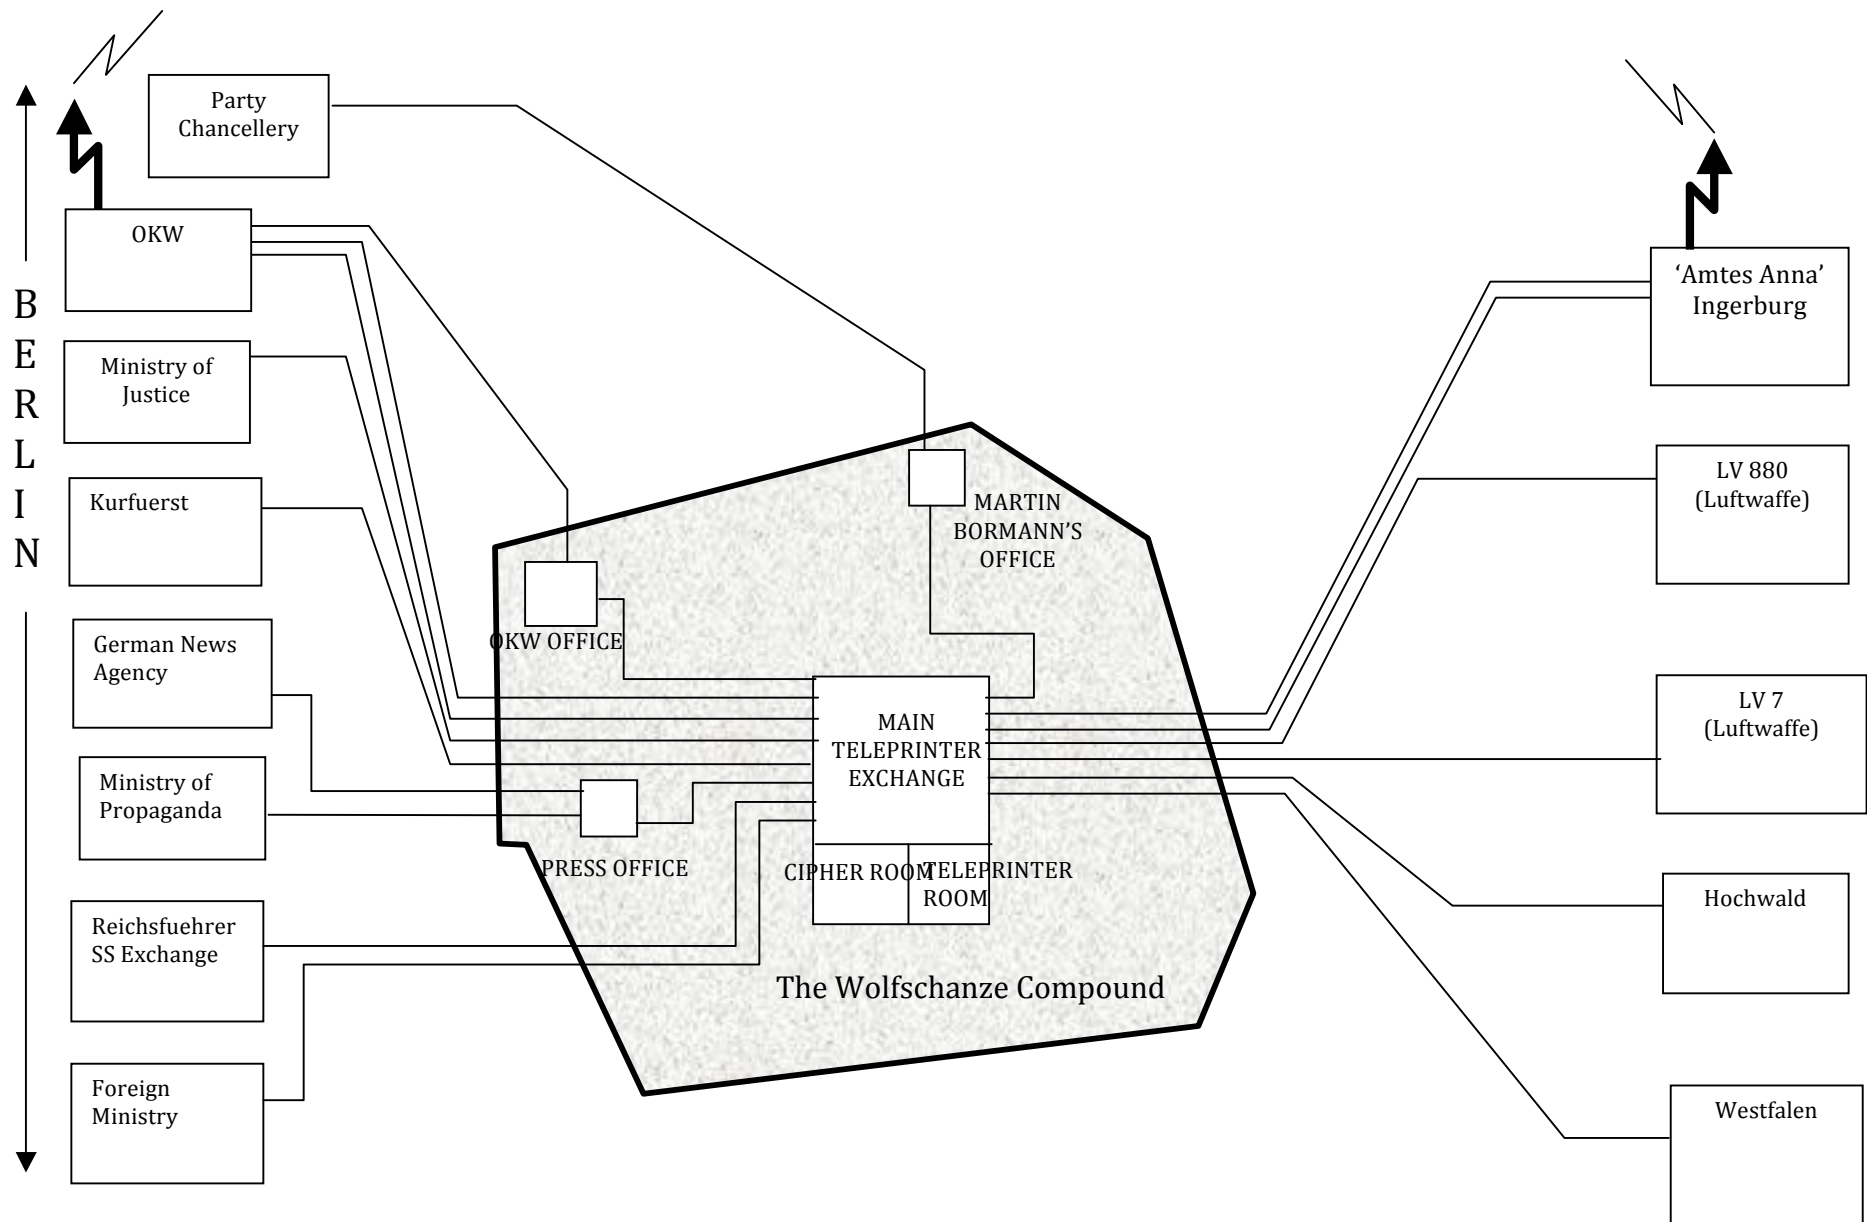 Party
Chancellery
OKW
BERLIN
Ministry of
Justice
Kurfuerst
German News
Agency
Ministry of
Propaganda
Reichsfuehrer
SS Exchange
Foreign
Ministry
MARTIN
BORMANN’S
OFFICE
OKW OFFICE
MAIN
TELEPRINTER
EXCHANGE
PRESS OFFICE
CIPHER ROOM
TELEPRINTER
ROOM
The Wolfschanze Compound
‘Amtes Anna’
Ingerburg
LV 880
(Luftwaffe)
LV 7
(Luftwaffe)
Hochwald
Westfalen